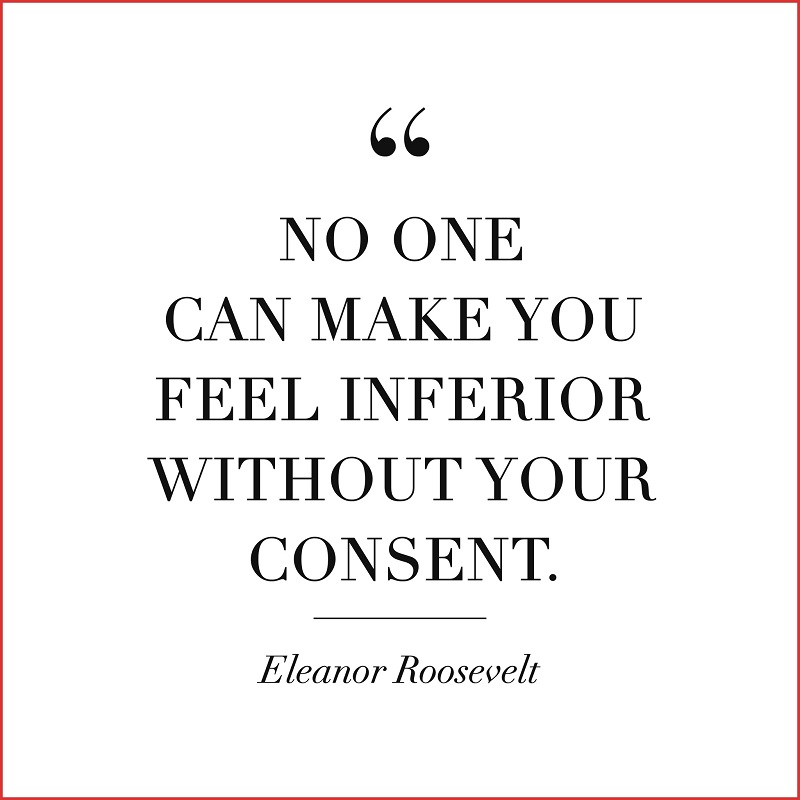 “
NO ONE
CAN MAKE YOU
FEEL INFERIOR
WITHOUT YOUR
CONSENT.
Eleanor Roosevelt